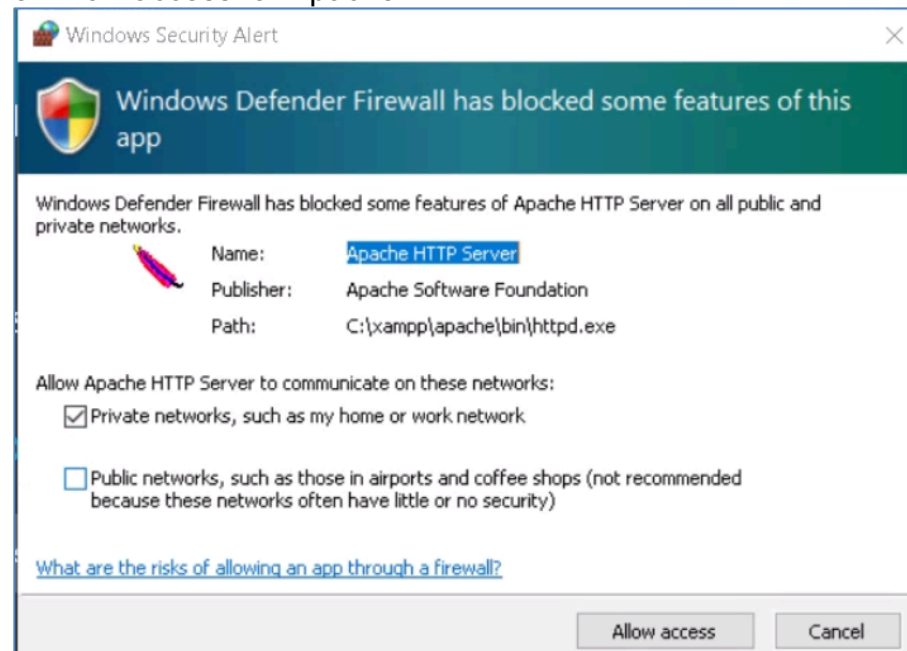 Windows Security Alert
Windows Defender Firewall has blocked some features of this
app
Windows Defender Firewall has blocked some features of Apache HTTP Server on all public and
private networks.
Name: Apache HTTP Server
Publisher: Apache Software Foundation
Path: C:\xampp\apache\bin\httpd.exe
Allow Apache HTTP Server to communicate on these networks:
Private networks, such as my home or work network
Public networks, such as those in airports and coffee shops (not recommended
because these networks often have little or no security)
What are the risks of allowing an app through a firewall?
Allow access Cancel